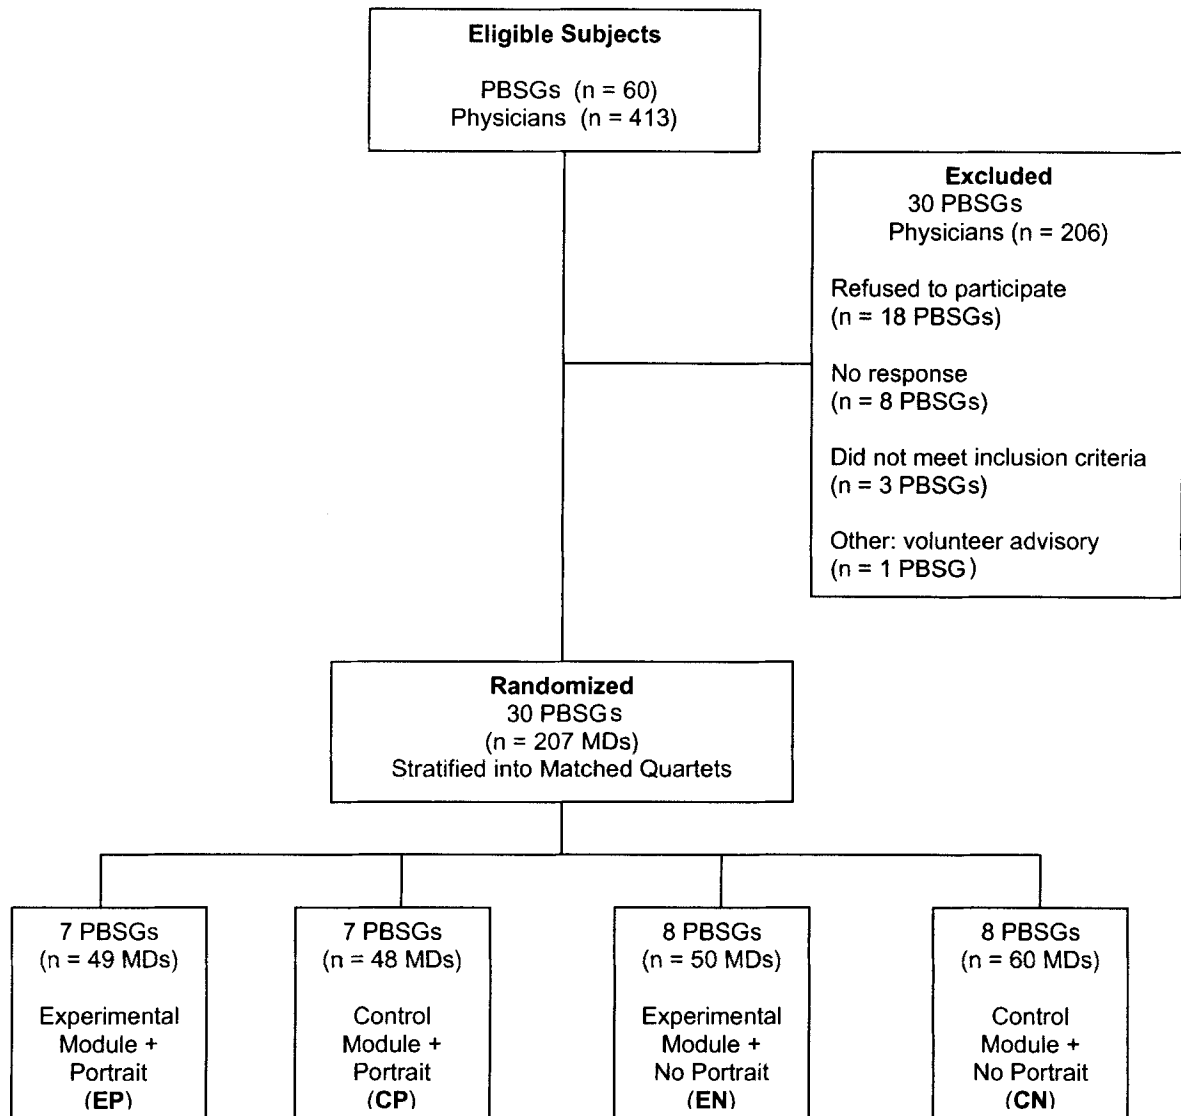 Eligible Subjects
PBSGs (n = 60)
Physicians (n = 413)
Excluded
30 PBSGs
Physicians (n = 206)
Refused to participate
(n = 18 PBSGs)
No response
(n = 8 PBSGs)
Did not meet inclusion criteria
(n = 3 PBSGs)
Other: volunteer advisory
(n = 1 PBSG)
Randomized
30 PBSGs
(n = 207 MDs)
Stratified into Matched Quartets
7 PBSGs
(n = 49 MDs)
Experimental
Module +
Portrait
(EP)
7 PBSGs
(n = 48 MDs)
Control
Module +
Portrait
(CP)
8 PBSGs
(n = 50 MDs)
Experimental
Module +
No Portrait
(EN)
8 PBSGs
(n = 60 MDs)
Control
Module +
No Portrait
(CN)